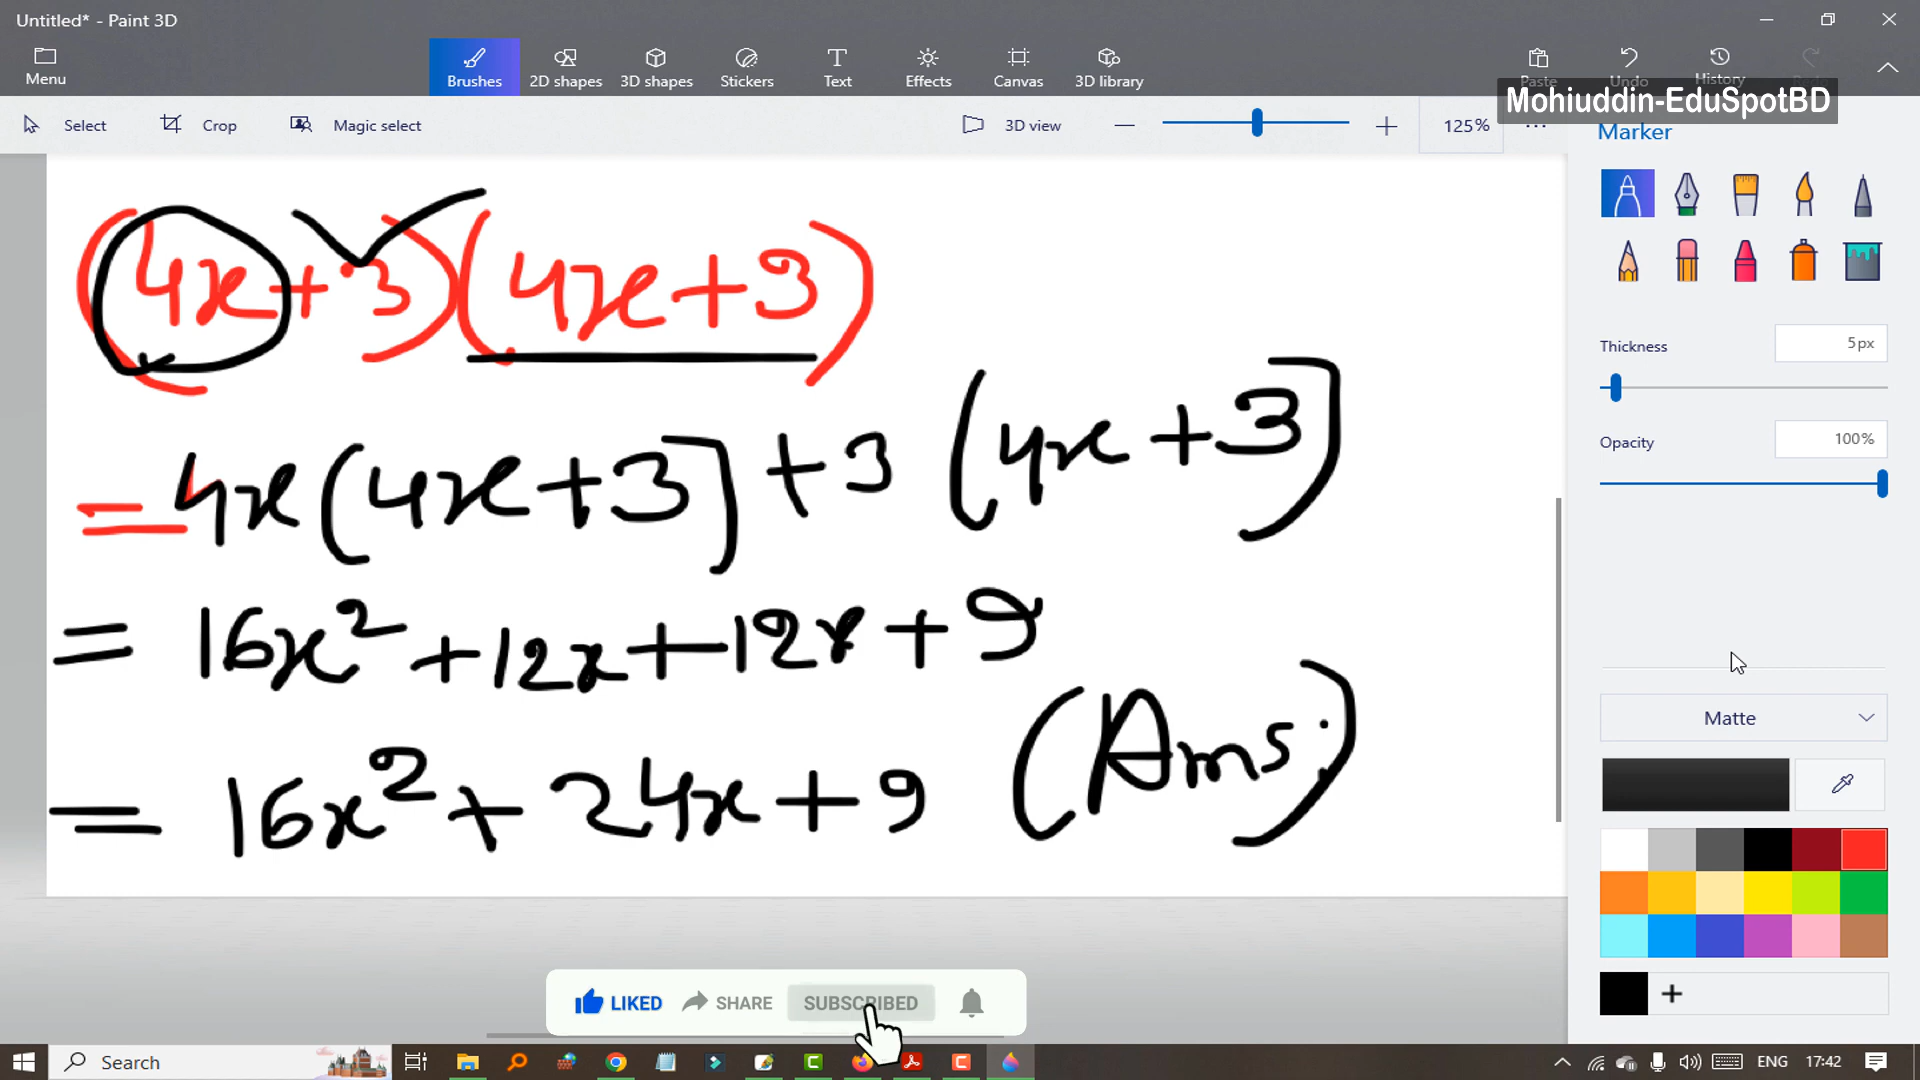 Untitled* - Paint 3D
Menu
Brushes
2D shapes
3D shapes
Stickers
Text
Effects
Canvas
3D library
Paste
Undo
History
Redo
Mohiuddin-EduSpotBD
Select
Crop
Magic select
3D view
125%
Marker
Thickness
5px
Opacity
100%
Matte
(4x+3)(4x+3)
=4x(4x+3)+3(4x+3)
= 16x²+12x+12x+9
= 16x²+24x+9 (Ans:)
LIKED
SHARE
SUBSCRIBED
Search
ENG
17:42